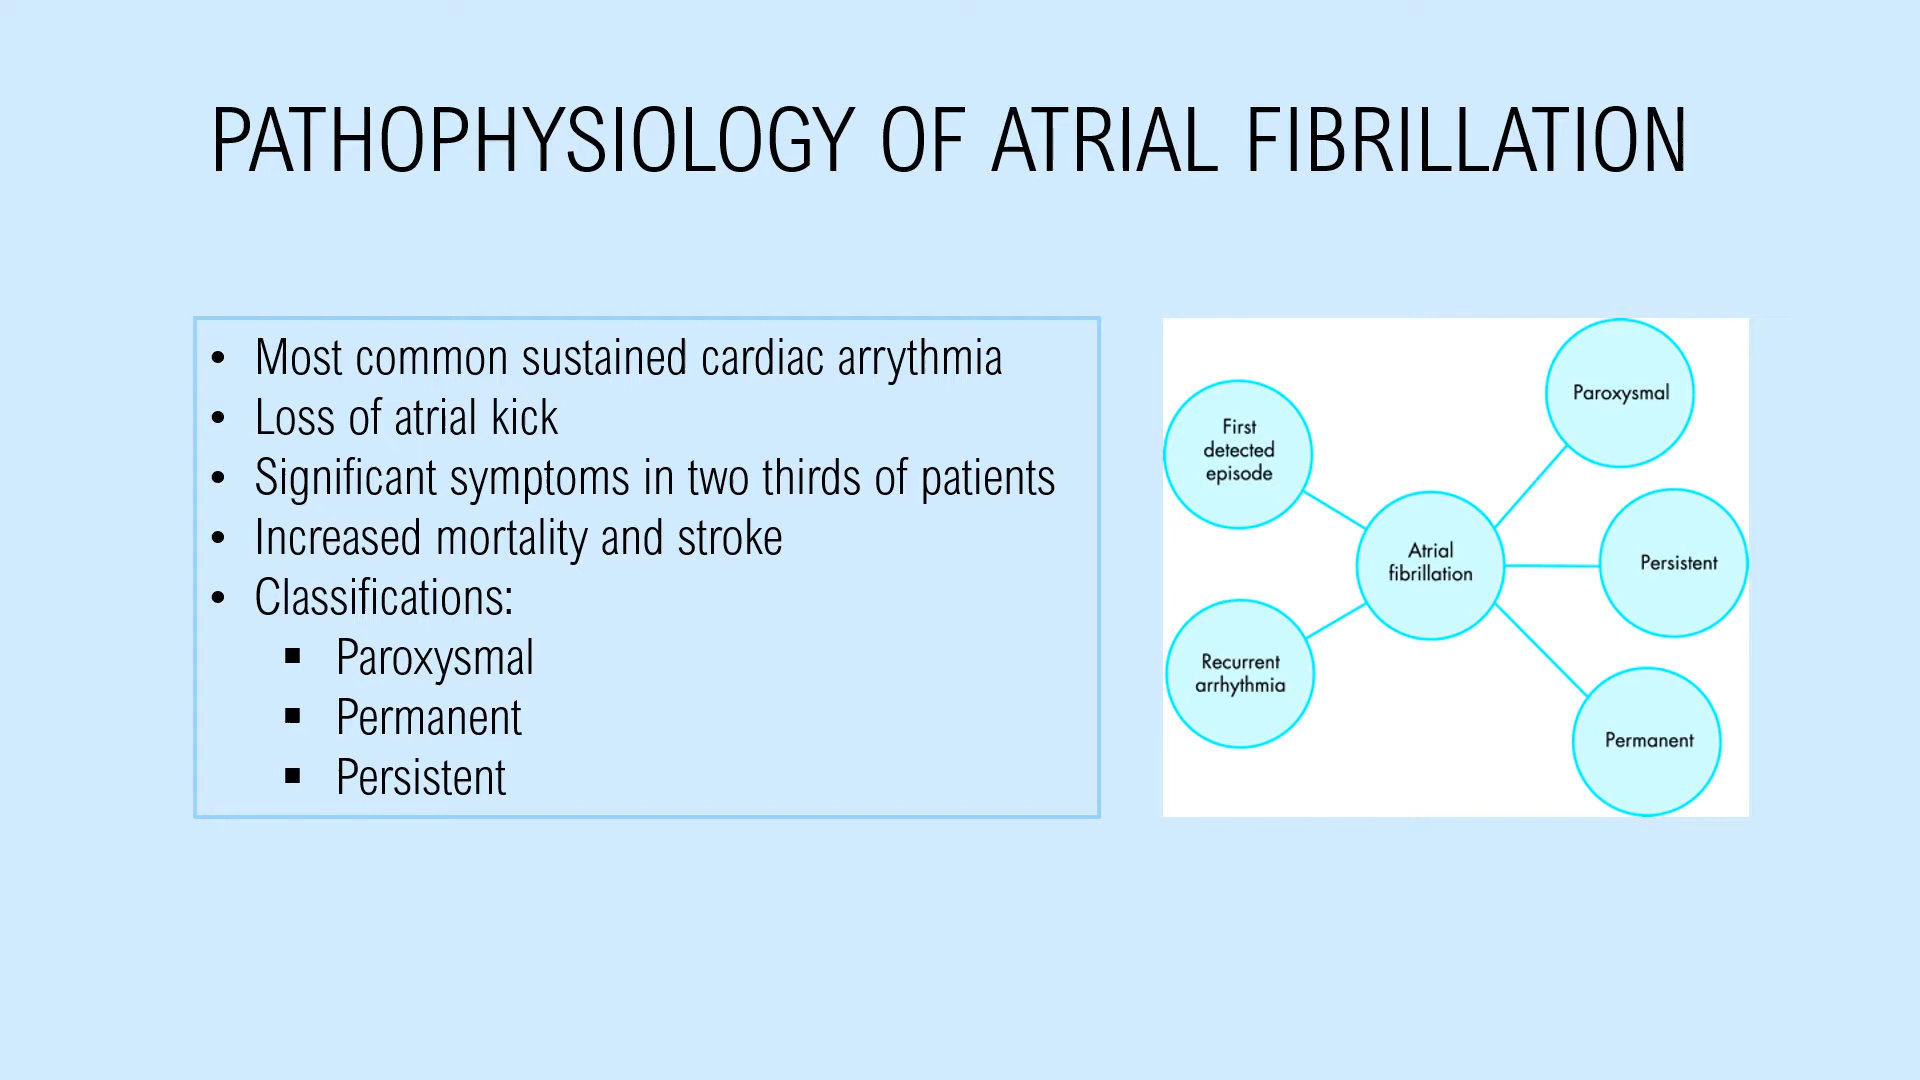 PATHOPHYSIOLOGY OF ATRIAL FIBRILLATION
• Most common sustained cardiac arrythmia
• Loss of atrial kick
• Significant symptoms in two thirds of patients
• Increased mortality and stroke
• Classifications:
▪ Paroxysmal
▪ Permanent
▪ Persistent
First
detected
episode
Recurrent
arrhythmia
Atrial
fibrillation
Paroxysmal
Persistent
Permanent